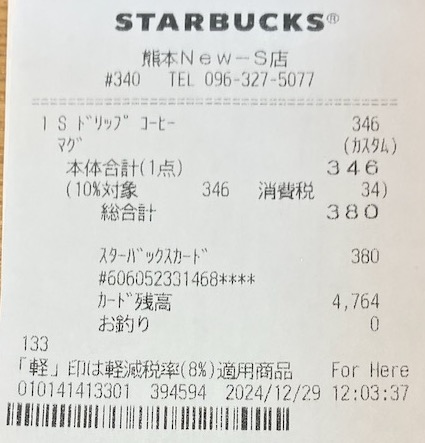 STARBUCKS®
熊本New-S店
#340 TEL 096-327-5077
1 S ﾄﾞﾘｯﾌﾟ ｺｰﾋｰ 346
ﾏｸﾞ (ｶｽﾀﾑ)
本体合計(1点) 346
(10%対象 346 消費税 34)
総合計 380
ｽﾀｰﾊﾞｯｸｽｶｰﾄﾞ 380
#606052331468****
ｶｰﾄﾞ残高 4,764
お釣り 0
133
「軽」印は軽減税率(8%)適用商品 For Here
010141413301 394594 2024/12/29 12:03:37